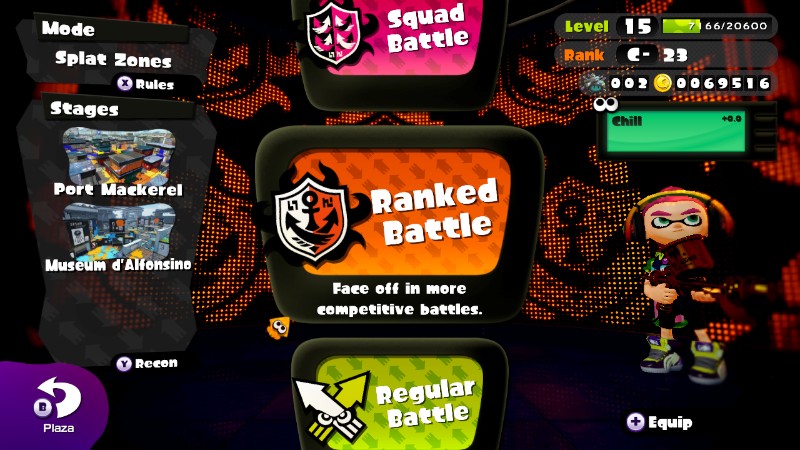 Mode
Splat Zones
X Rules
Stages
Port Mackerel
Museum d'Alfonsino
Y Recon
B
Plaza
Squad
Battle
Ranked
Battle
Face off in more
competitive battles.
Regular
Battle
Level 15 7166/20600
Rank C- 23
002 0069516
Chill +0.0
+ Equip